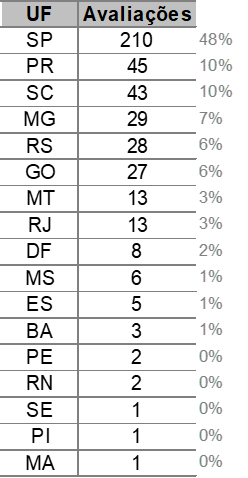 UF Avaliações
SP 210 48%
PR 45 10%
SC 43 10%
MG 29 7%
RS 28 6%
GO 27 6%
MT 13 3%
RJ 13 3%
DF 8 2%
MS 6 1%
ES 5 1%
BA 3 1%
PE 2 0%
RN 2 0%
SE 1 0%
PI 1 0%
MA 1 0%